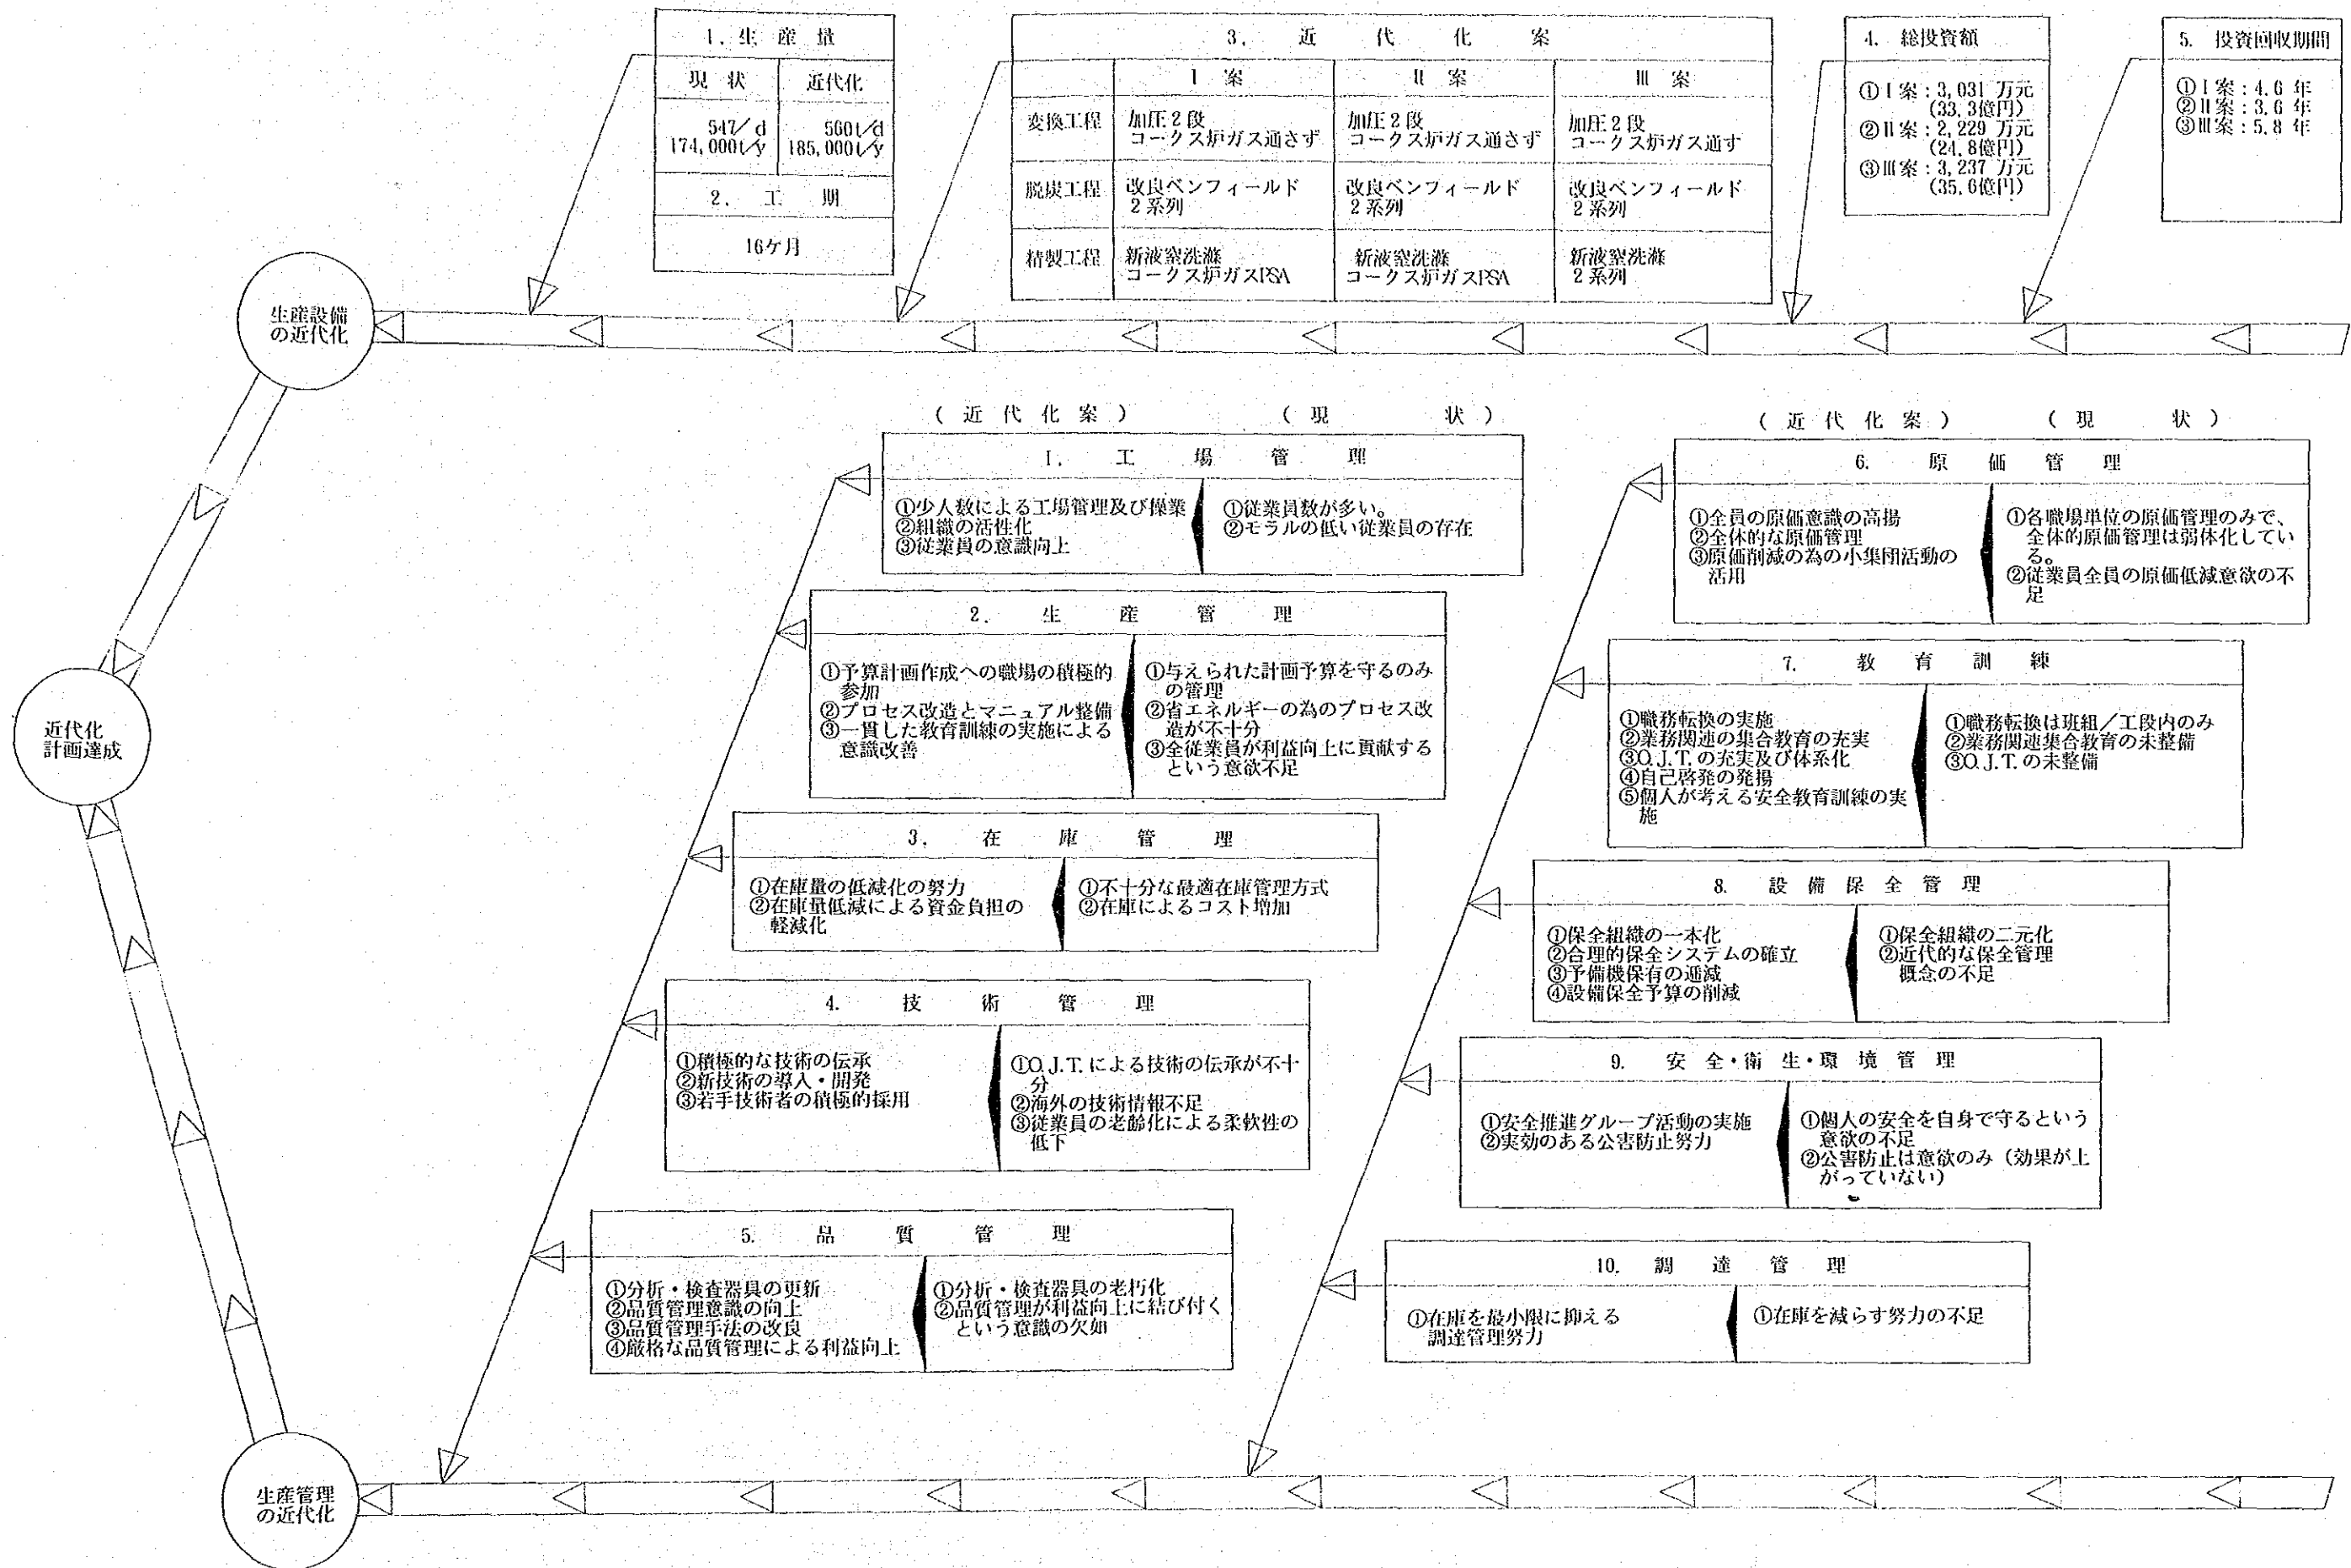 1. 生産量
現状 近代化
547/d 560t/d
174,000t/y 185,000t/y
2. 工期
16ケ月
3. 近代化案
I 案 II 案 III 案
変換工程 加圧2段 加圧2段 加圧2段
コークス炉ガス通さず コークス炉ガス通さず コークス炉ガス通す
脱炭工程 改良ベンフィールド 改良ベンフィールド 改良ベンフィールド
2系列 2系列 2系列
精製工程 新液窒洗滌 新液窒洗滌 新液窒洗滌
コークス炉ガスPSA コークス炉ガスPSA 2系列
4. 総投資額
①I案:3,031 万元
(33.3億円)
②II案:2,229 万元
(24.8億円)
③III案:3,237 万元
(35.6億円)
5. 投資回収期間
①I案:4.6 年
②II案:3.6 年
③III案:5.8 年
生産設備
の近代化
近代化
計画達成
生産管理
の近代化
(近代化案) (現状)
1. 工場管理
①少人数による工場管理及び操業
②組織の活性化
③従業員の意識向上
①従業員数が多い。
②モラルの低い従業員の存在
2. 生産管理
①予算計画作成への職場の積極的
参加
②プロセス改造とマニュアル整備
③一貫した教育訓練の実施による
意識改善
①与えられた計画予算を守るのみ
の管理
②省エネルギーの為のプロセス改
造が不十分
③全従業員が利益向上に貢献する
という意欲不足
3. 在庫管理
①在庫量の低減化の努力
②在庫量低減による資金負担の
軽減化
①不十分な最適在庫管理方式
②在庫によるコスト増加
4. 技術管理
①積極的な技術の伝承
②新技術の導入・開発
③若手技術者の積極的採用
①O.J.T.による技術の伝承が不十
分
②海外の技術情報不足
③従業員の老齢化による柔軟性の
低下
5. 品質管理
①分析・検査器具の更新
②品質管理意識の向上
③品質管理手法の改良
④厳格な品質管理による利益向上
①分析・検査器具の老朽化
②品質管理が利益向上に結び付く
という意識の欠如
(近代化案) (現状)
6. 原価管理
①全員の原価意識の高揚
②全体的な原価管理
③原価削減の為の小集団活動の
活用
①各職場単位の原価管理のみで、
全体的原価管理は弱体化してい
る。
②従業員全員の原価低減意欲の不
足
7. 教育訓練
①職務転換の実施
②業務関連の集合教育の充実
③O.J.T.の充実及び体系化
④自己啓発の発揚
⑤個人が考える安全教育訓練の実
施
①職務転換は班組/工段内のみ
②業務関連集合教育の未整備
③O.J.T.の未整備
8. 設備保全管理
①保全組織の一本化
②合理的保全システムの確立
③予備機保有の逓減
④設備保全予算の削減
①保全組織の二元化
②近代的な保全管理
概念の不足
9. 安全・衛生・環境管理
①安全推進グループ活動の実施
②実効のある公害防止努力
①個人の安全を自身で守るという
意欲の不足
②公害防止は意欲のみ(効果が上
がっていない)
10. 調達管理
①在庫を最小限に抑える
調達管理努力
①在庫を減らす努力の不足